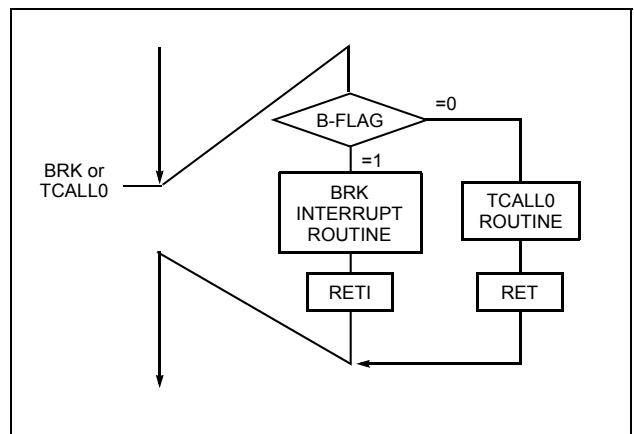 B-FLAG
=0
=1
BRK or
TCALL0
BRK
INTERRUPT
ROUTINE
TCALL0
ROUTINE
RETI
RET